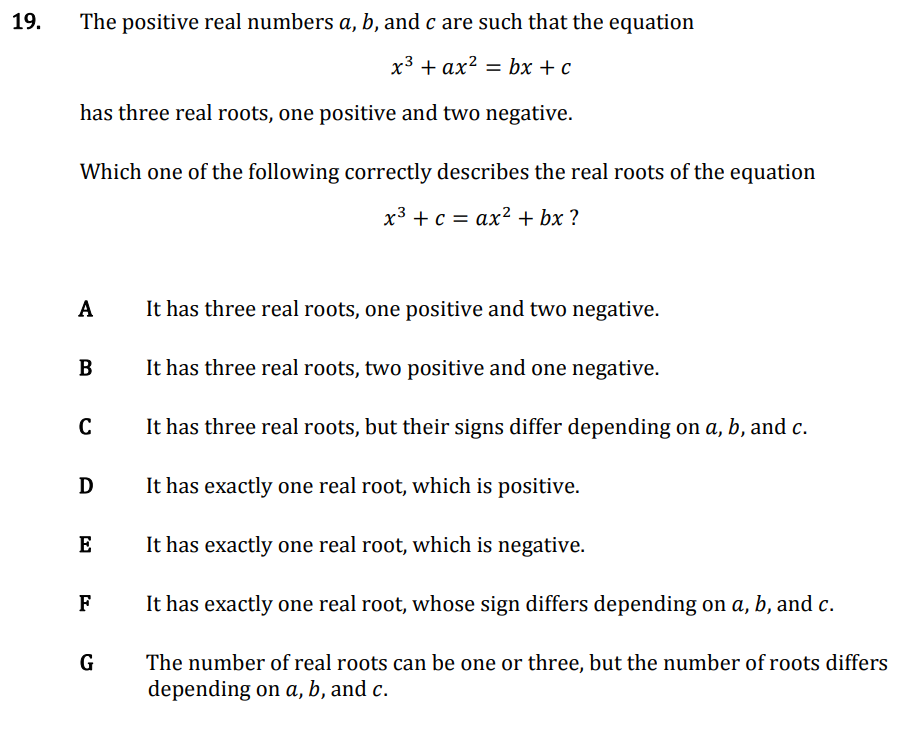 19. The positive real numbers a, b, and c are such that the equation
x³ + ax² = bx + c
has three real roots, one positive and two negative.
Which one of the following correctly describes the real roots of the equation
x³ + c = ax² + bx ?
A It has three real roots, one positive and two negative.
B It has three real roots, two positive and one negative.
C It has three real roots, but their signs differ depending on a, b, and c.
D It has exactly one real root, which is positive.
E It has exactly one real root, which is negative.
F It has exactly one real root, whose sign differs depending on a, b, and c.
G The number of real roots can be one or three, but the number of roots differs
depending on a, b, and c.